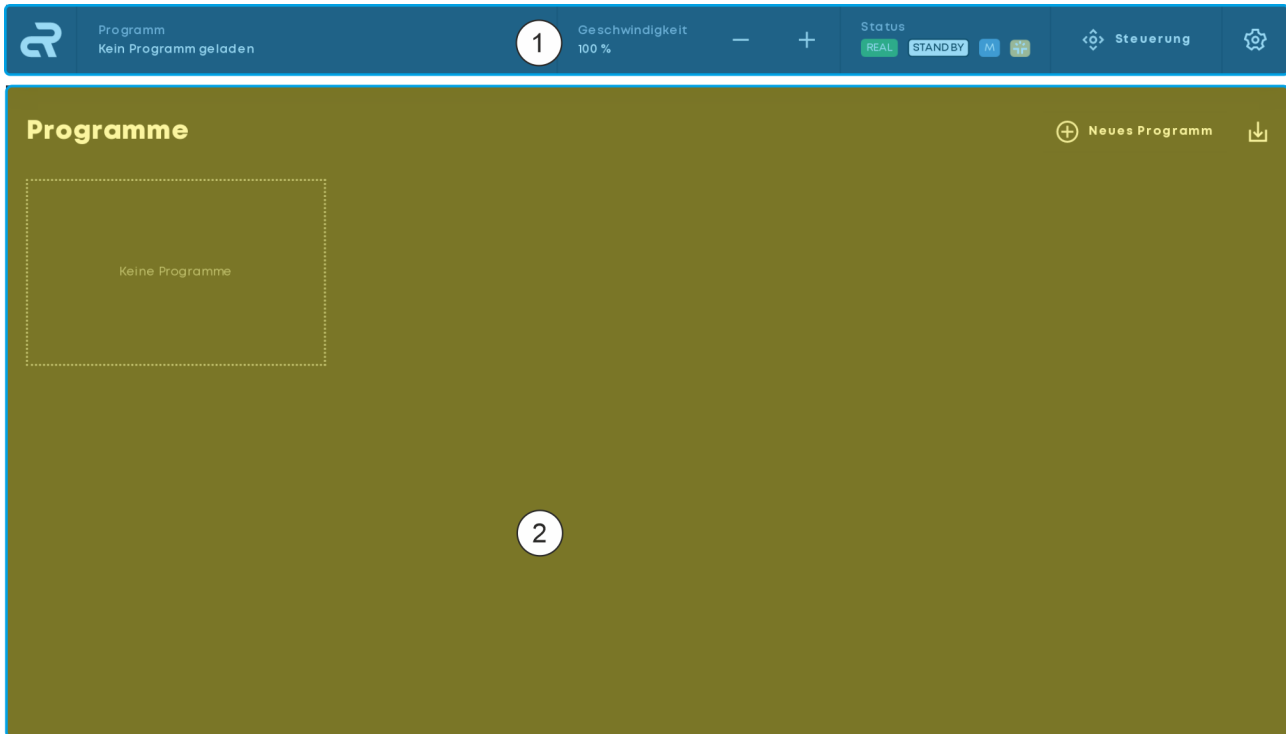 Programm
Kein Programm geladen
1
Geschwindigkeit
100 %
Status
REAL STANDBY M
Steuerung
Programme
Neues Programm
Keine Programme
2